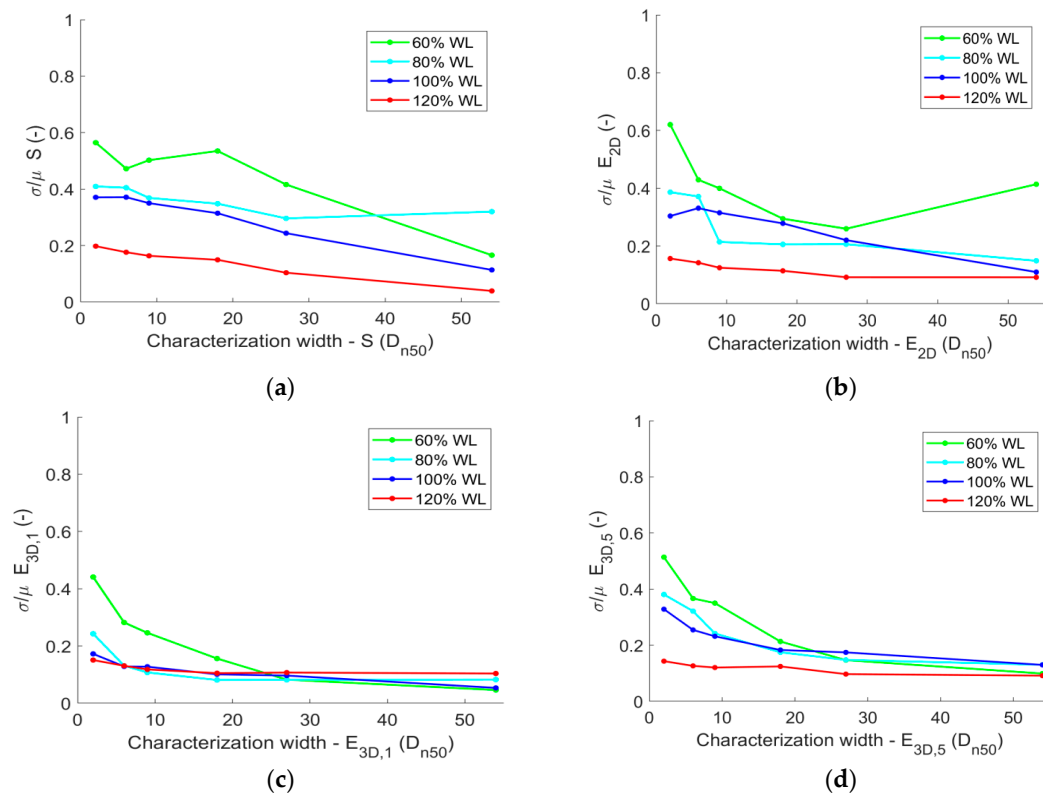 1
0.8
0.6
0.4
0.2
0
σ/μ S (-)
60% WL
80% WL
100% WL
120% WL
0 10 20 30 40 50
Characterization width - S (Dn50)
(a)
1
0.8
0.6
0.4
0.2
0
σ/μ E2D (-)
60% WL
80% WL
100% WL
120% WL
0 10 20 30 40 50
Characterization width - E2D (Dn50)
(b)
1
0.8
0.6
0.4
0.2
0
σ/μ E3D,1 (-)
60% WL
80% WL
100% WL
120% WL
0 10 20 30 40 50
Characterization width - E3D,1 (Dn50)
(c)
1
0.8
0.6
0.4
0.2
0
σ/μ E3D,5 (-)
60% WL
80% WL
100% WL
120% WL
0 10 20 30 40 50
Characterization width - E3D,5 (Dn50)
(d)